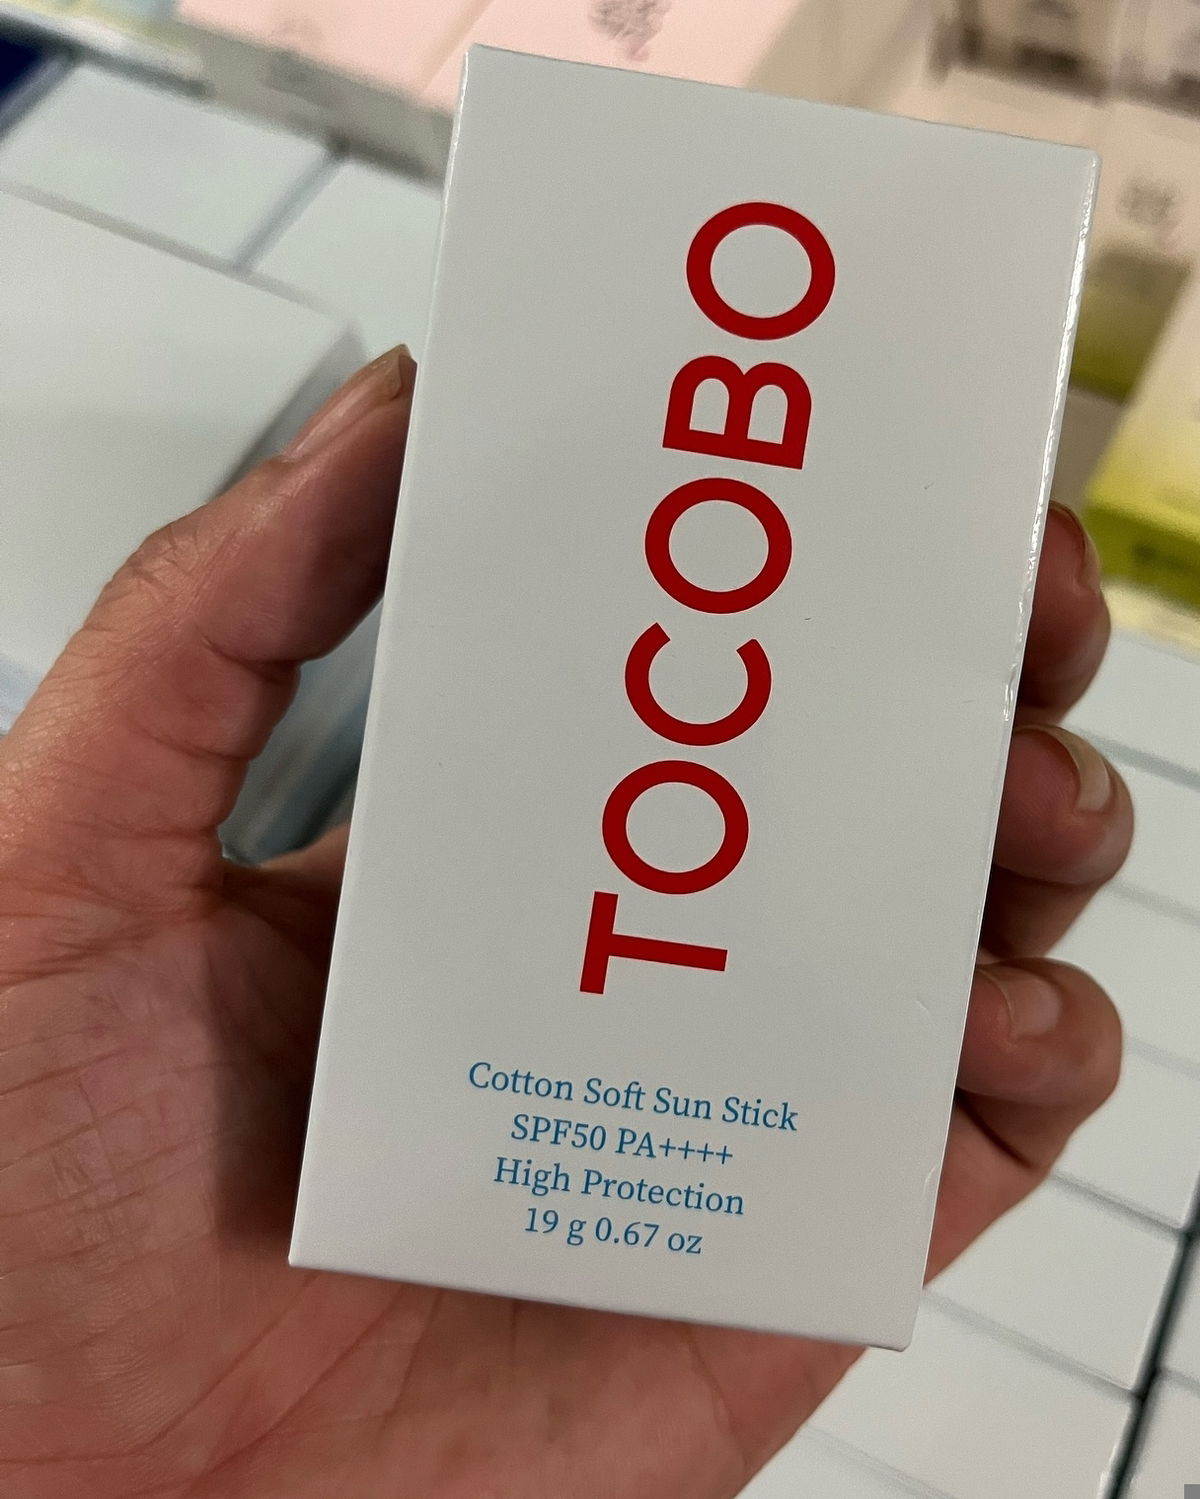 TOCOBO
Cotton Soft Sun Stick
SPF50 PA++++
High Protection
19 g 0.67 oz